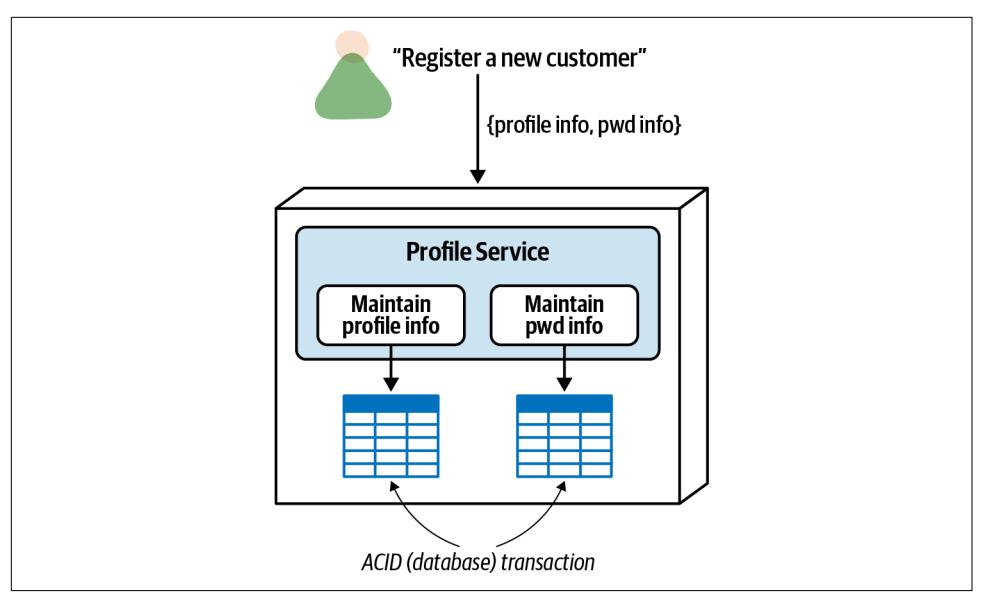 “Register a new customer”
{profile info, pwd info}
Profile Service
Maintain
profile info
Maintain
pwd info
ACID (database) transaction